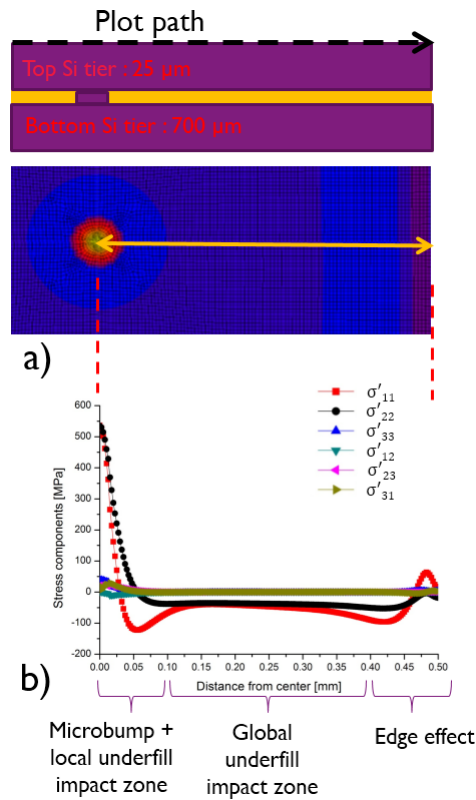 Plot path
Top Si tier : 25 µm
Bottom Si tier : 700 µm
a)
σ′11
σ′22
σ′33
σ′12
σ′23
σ′31
Stress components [MPa]
600
500
400
300
200
100
0
-100
-200
0.00 0.05 0.10 0.15 0.20 0.25 0.30 0.35 0.40 0.45 0.50
Distance from center [mm]
b)
Microbump +
local underfill
impact zone
Global
underfill
impact zone
Edge effect